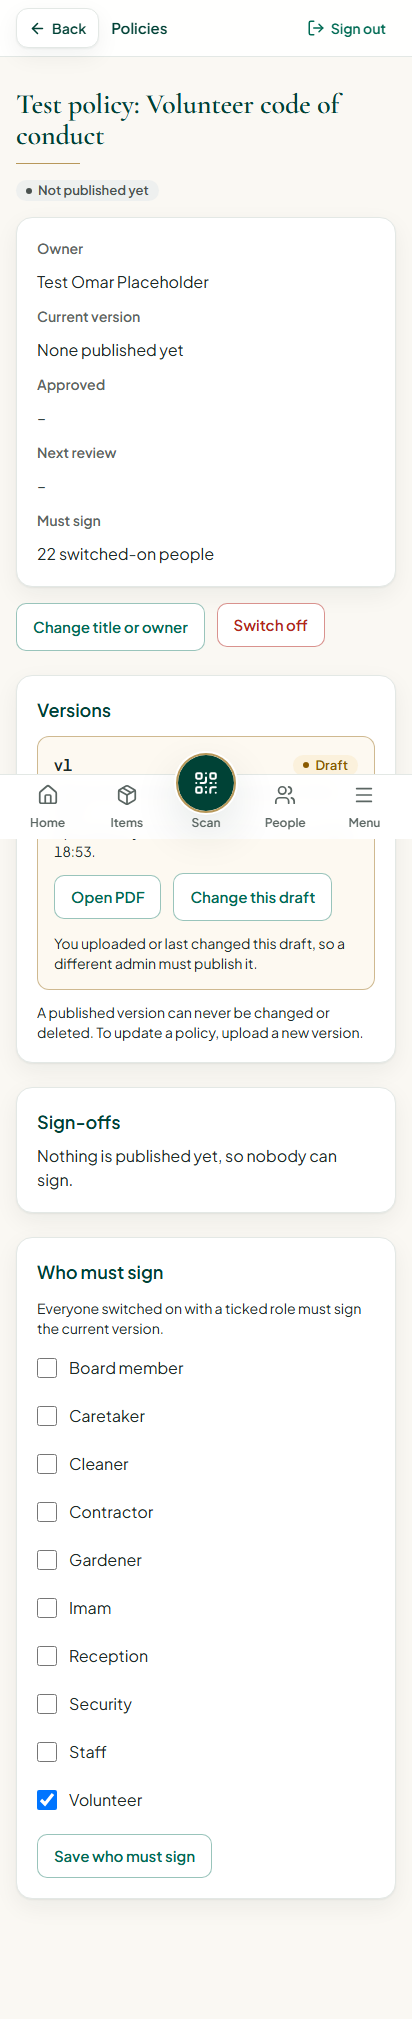 Back
Policies
Sign out
Test policy: Volunteer code of
conduct
Not published yet
Owner
Test Omar Placeholder
Current version
None published yet
Approved
–
Next review
–
Must sign
22 switched-on people
Change title or owner
Switch off
Versions
v1
Draft
Home
Items
Scan
People
Menu
18:53.
Open PDF
Change this draft
You uploaded or last changed this draft, so a
different admin must publish it.
A published version can never be changed or
deleted. To update a policy, upload a new version.
Sign-offs
Nothing is published yet, so nobody can
sign.
Who must sign
Everyone switched on with a ticked role must sign
the current version.
Board member
Caretaker
Cleaner
Contractor
Gardener
Imam
Reception
Security
Staff
Volunteer
Save who must sign